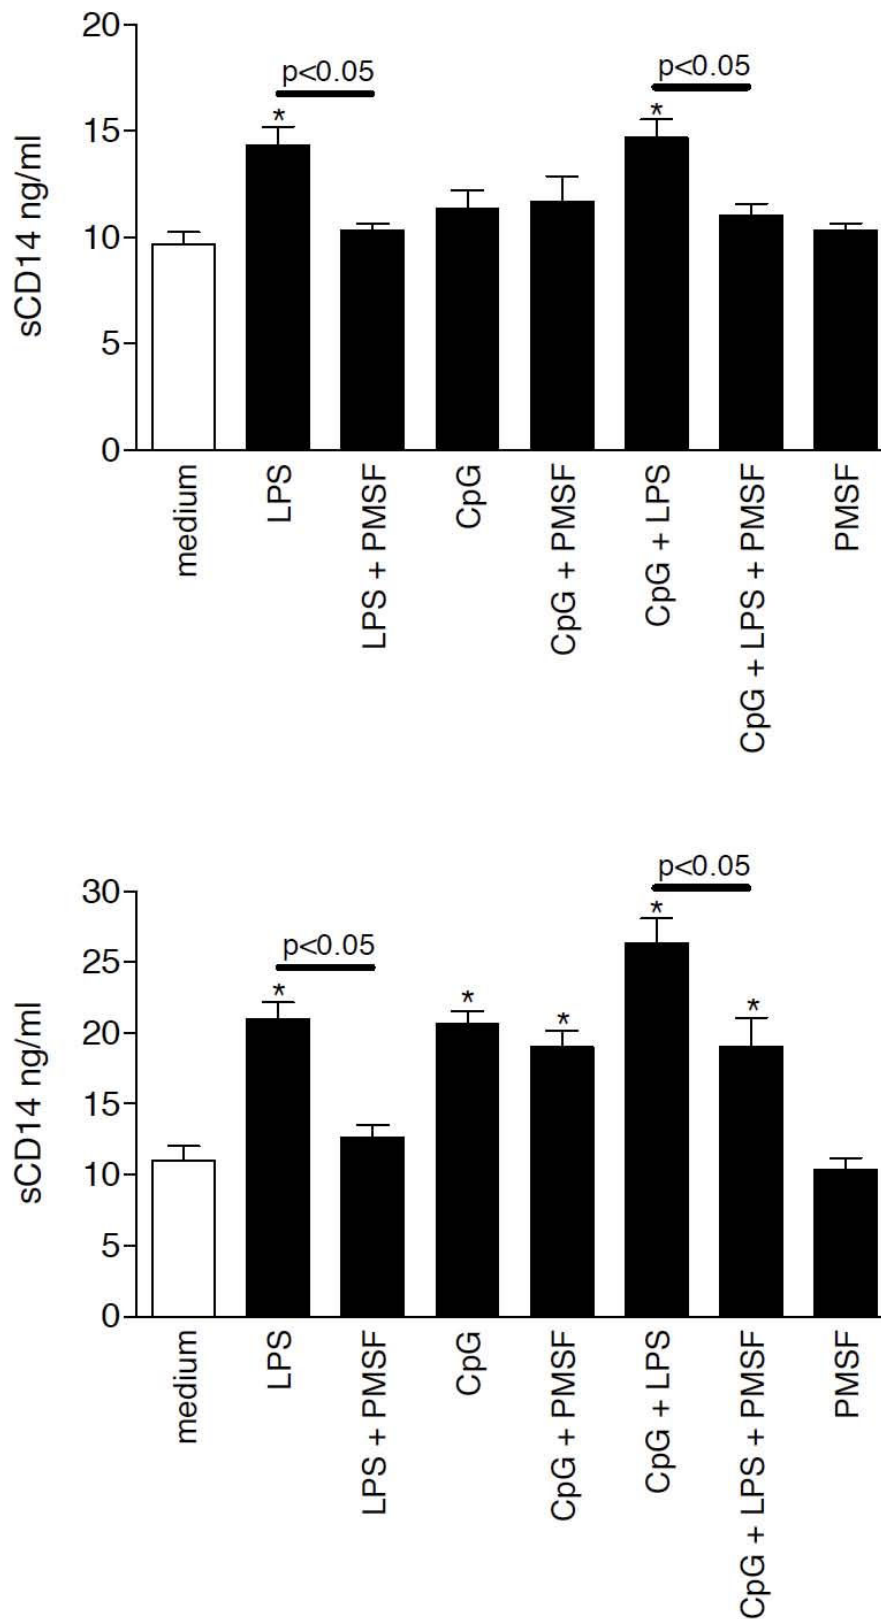 20
p<0.05
p<0.05
*
*
15
sCD14 ng/ml
10
5
0
medium
LPS
LPS + PMSF
CpG
CpG + PMSF
CpG + LPS
CpG + LPS + PMSF
PMSF
p<0.05
30
*
p<0.05
25
*
*
*
*
20
sCD14 ng/ml
15
10
5
0
medium
LPS
LPS + PMSF
CpG
CpG + PMSF
CpG + LPS
CpG + LPS + PMSF
PMSF